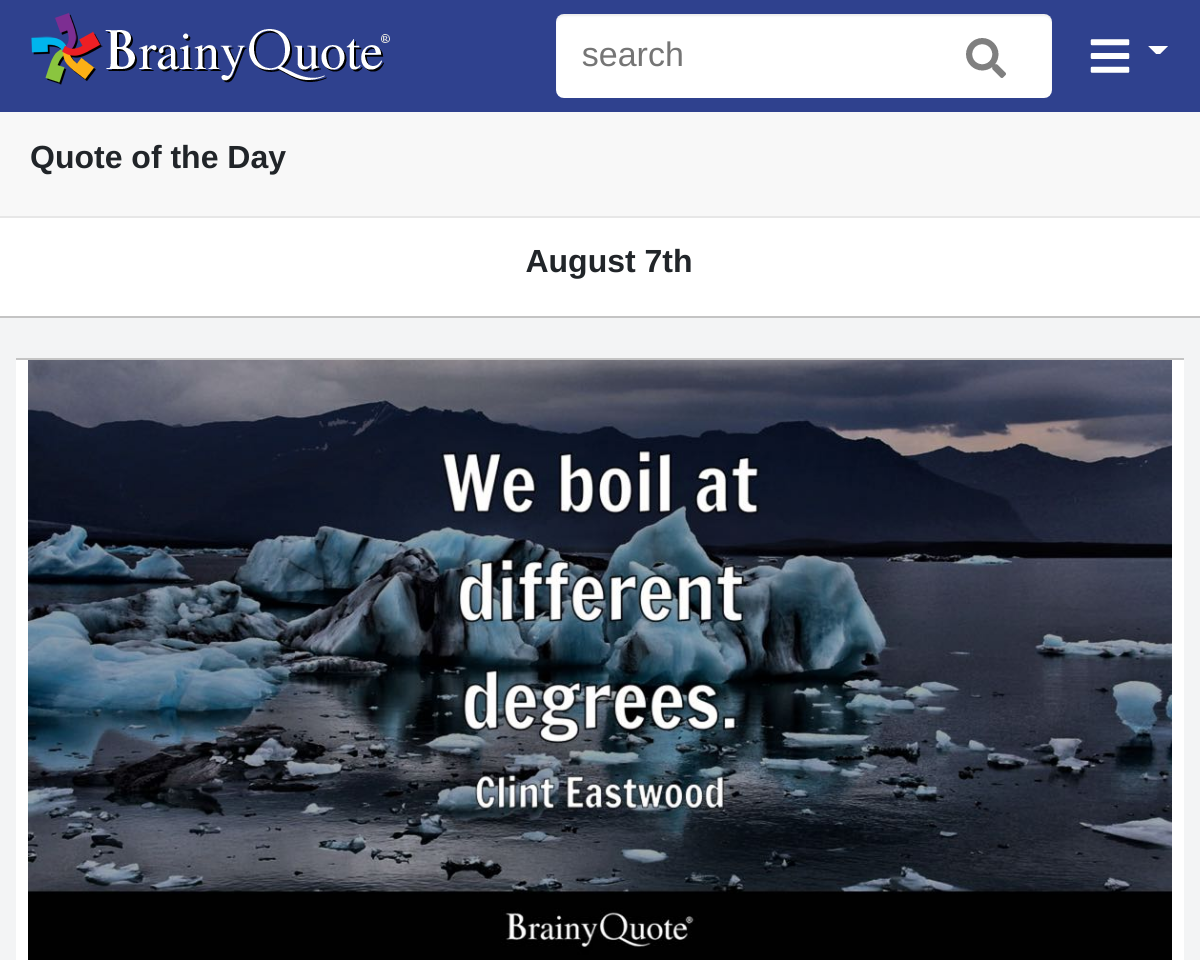 BrainyQuote®
search
Quote of the Day
August 7th
We boil at
different
degrees.
Clint Eastwood
BrainyQuote®